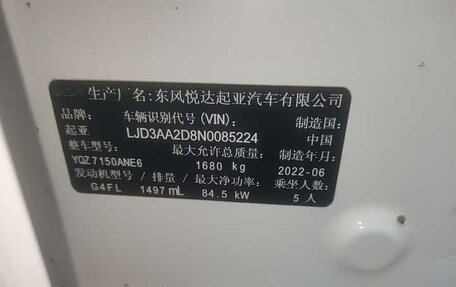 生产厂名:东风悦达起亚汽车有限公司
品牌: 车辆识别代号(VIN): 制造国:
起亚 LJD3AA2D8N0085224 中国
整车型号: 最大允许总质量: 制造年月:
YQZ7150ANE6 1680 kg 2022-06
发动机型号 / 排量 / 最大净功率: 乘坐人数:
G4FL 1497 mL 84.5 kW 5 人